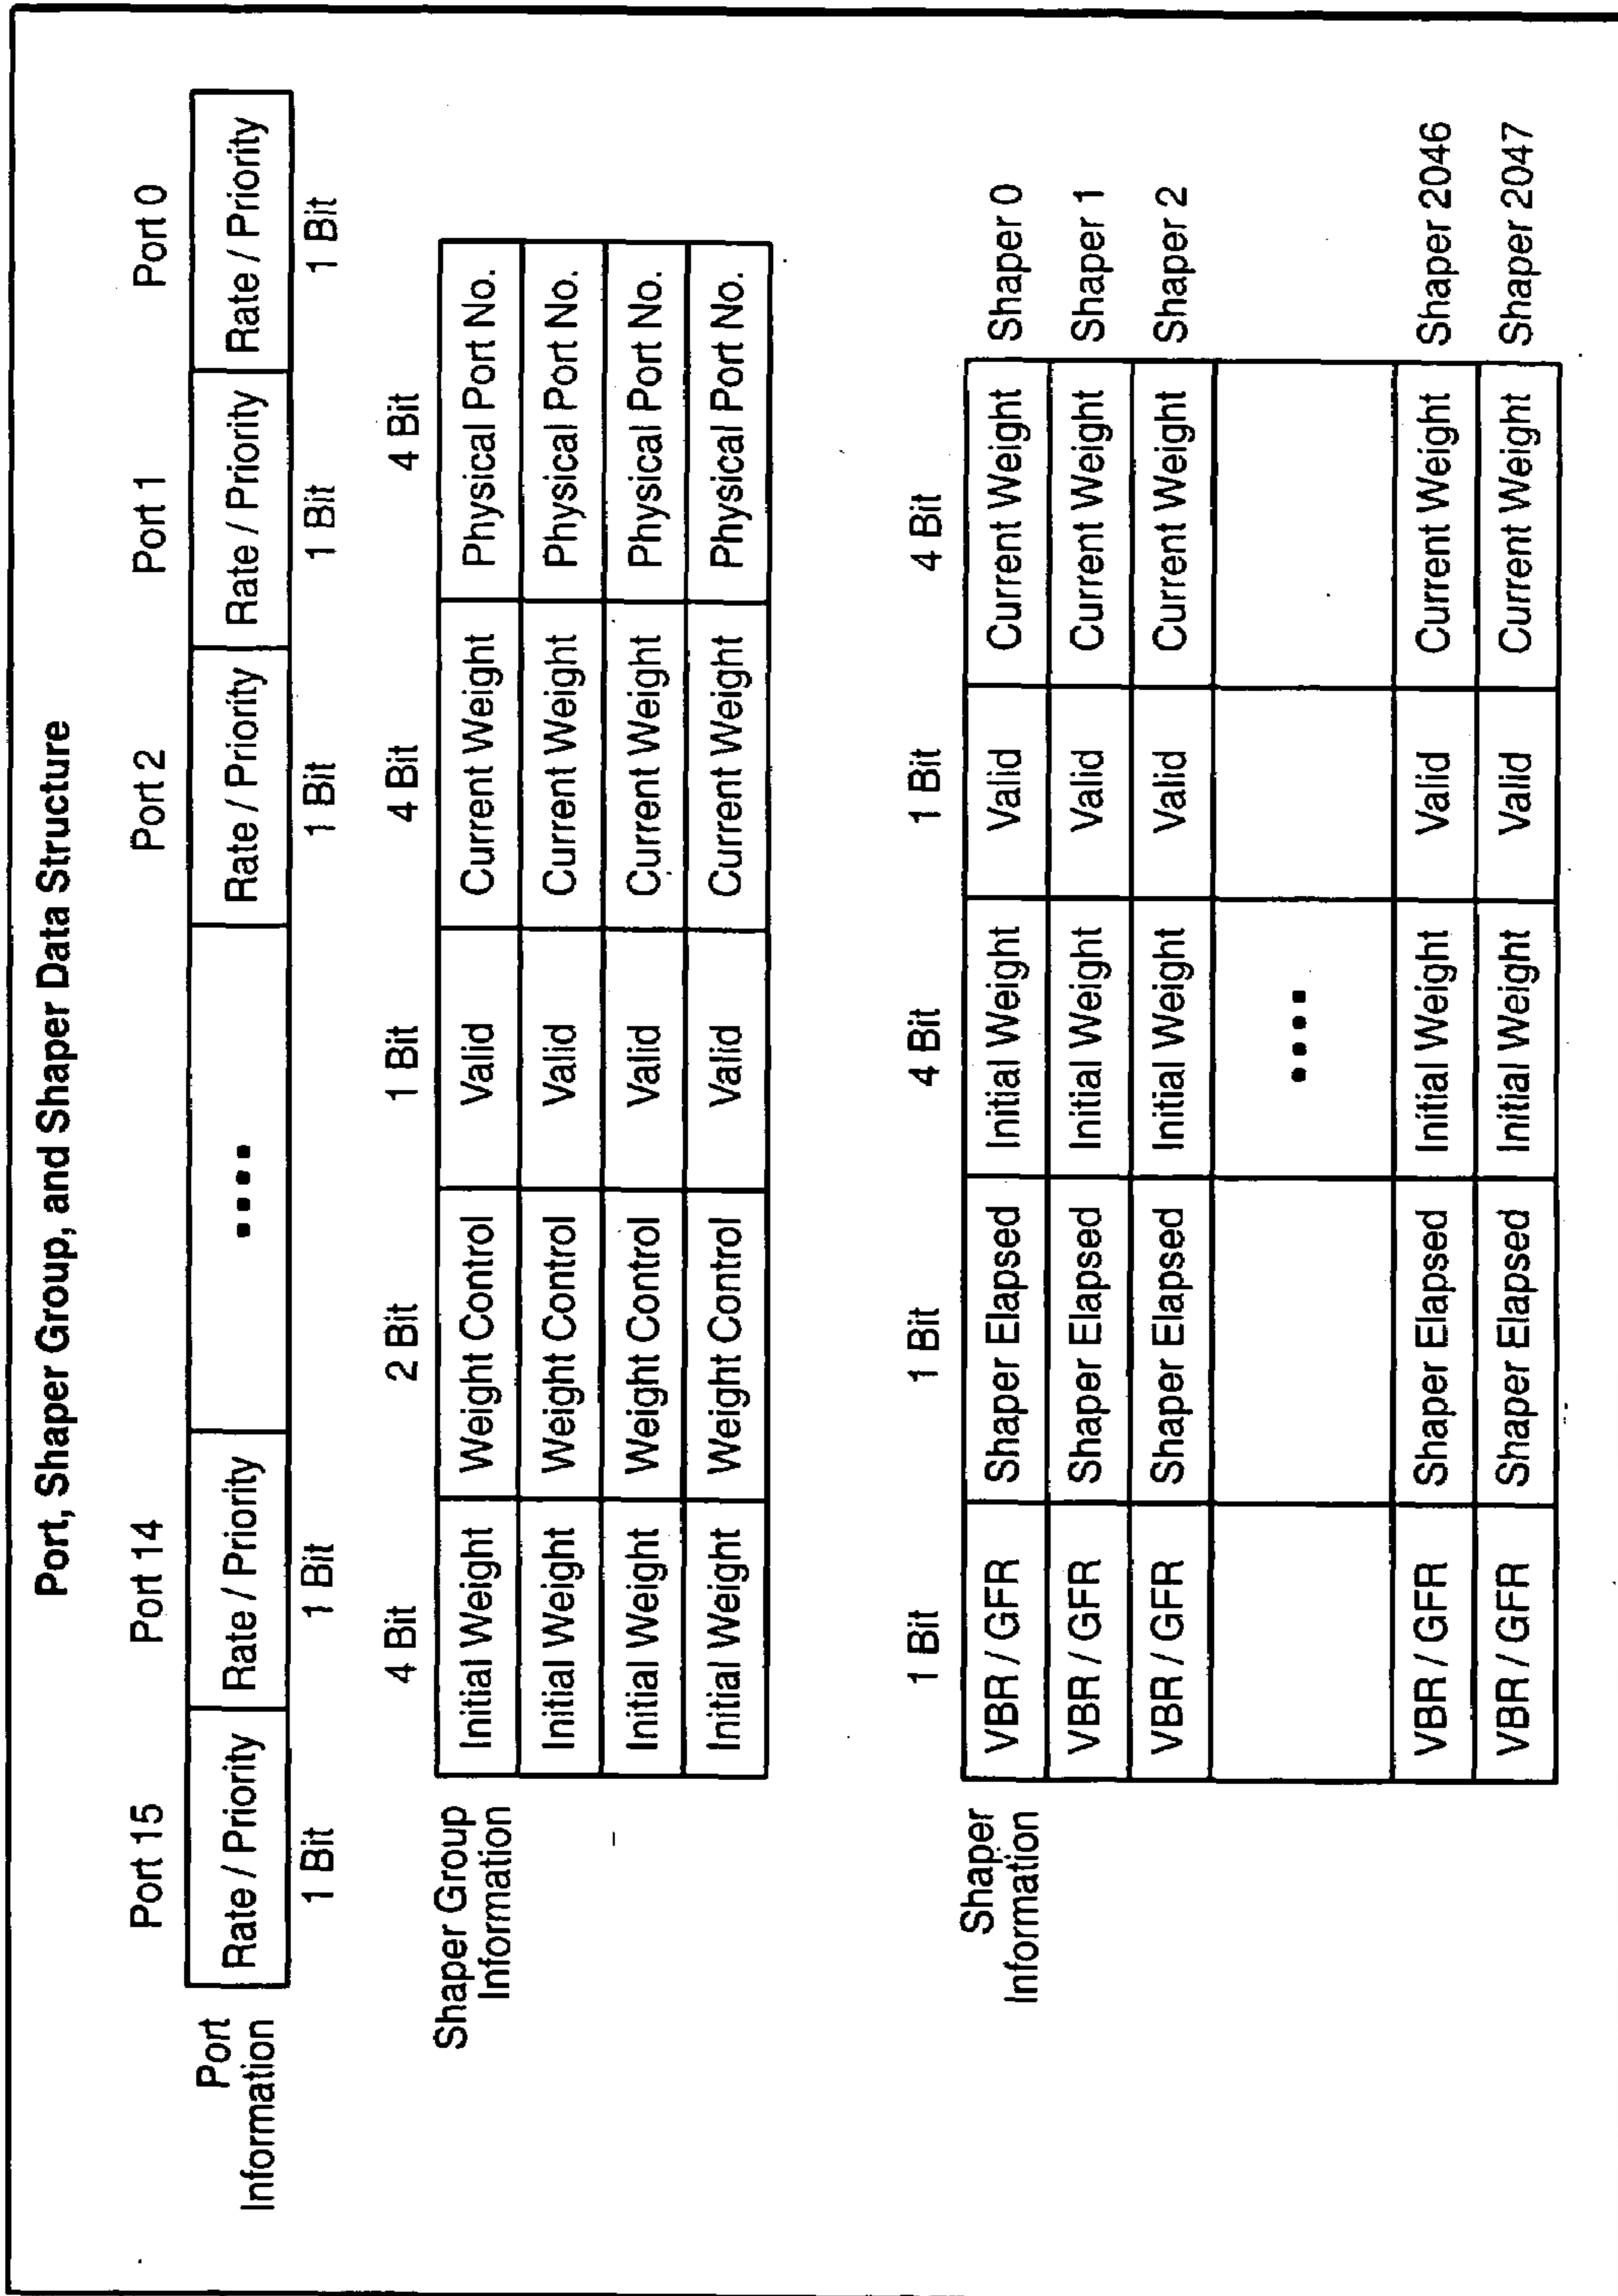 Port, Shaper Group, and Shaper Data Structure
Port 15 Port 14 Port 2 Port 1 Port 0
Port
Information
Rate / Priority Rate / Priority •••• Rate / Priority Rate / Priority Rate / Priority
1 Bit 1 Bit 1 Bit 1 Bit 1 Bit
4 Bit 2 Bit 1 Bit 4 Bit 4 Bit
Shaper Group
Information
Initial Weight Weight Control Valid Current Weight Physical Port No.
Initial Weight Weight Control Valid Current Weight Physical Port No.
Initial Weight Weight Control Valid Current Weight Physical Port No.
Initial Weight Weight Control Valid Current Weight Physical Port No.
1 Bit 1 Bit 4 Bit 1 Bit 4 Bit
Shaper
Information
VBR / GFR Shaper Elapsed Initial Weight Valid Current Weight Shaper 0
VBR / GFR Shaper Elapsed Initial Weight Valid Current Weight Shaper 1
VBR / GFR Shaper Elapsed Initial Weight Valid Current Weight Shaper 2
••••
VBR / GFR Shaper Elapsed Initial Weight Valid Current Weight Shaper 2046
VBR / GFR Shaper Elapsed Initial Weight Valid Current Weight Shaper 2047